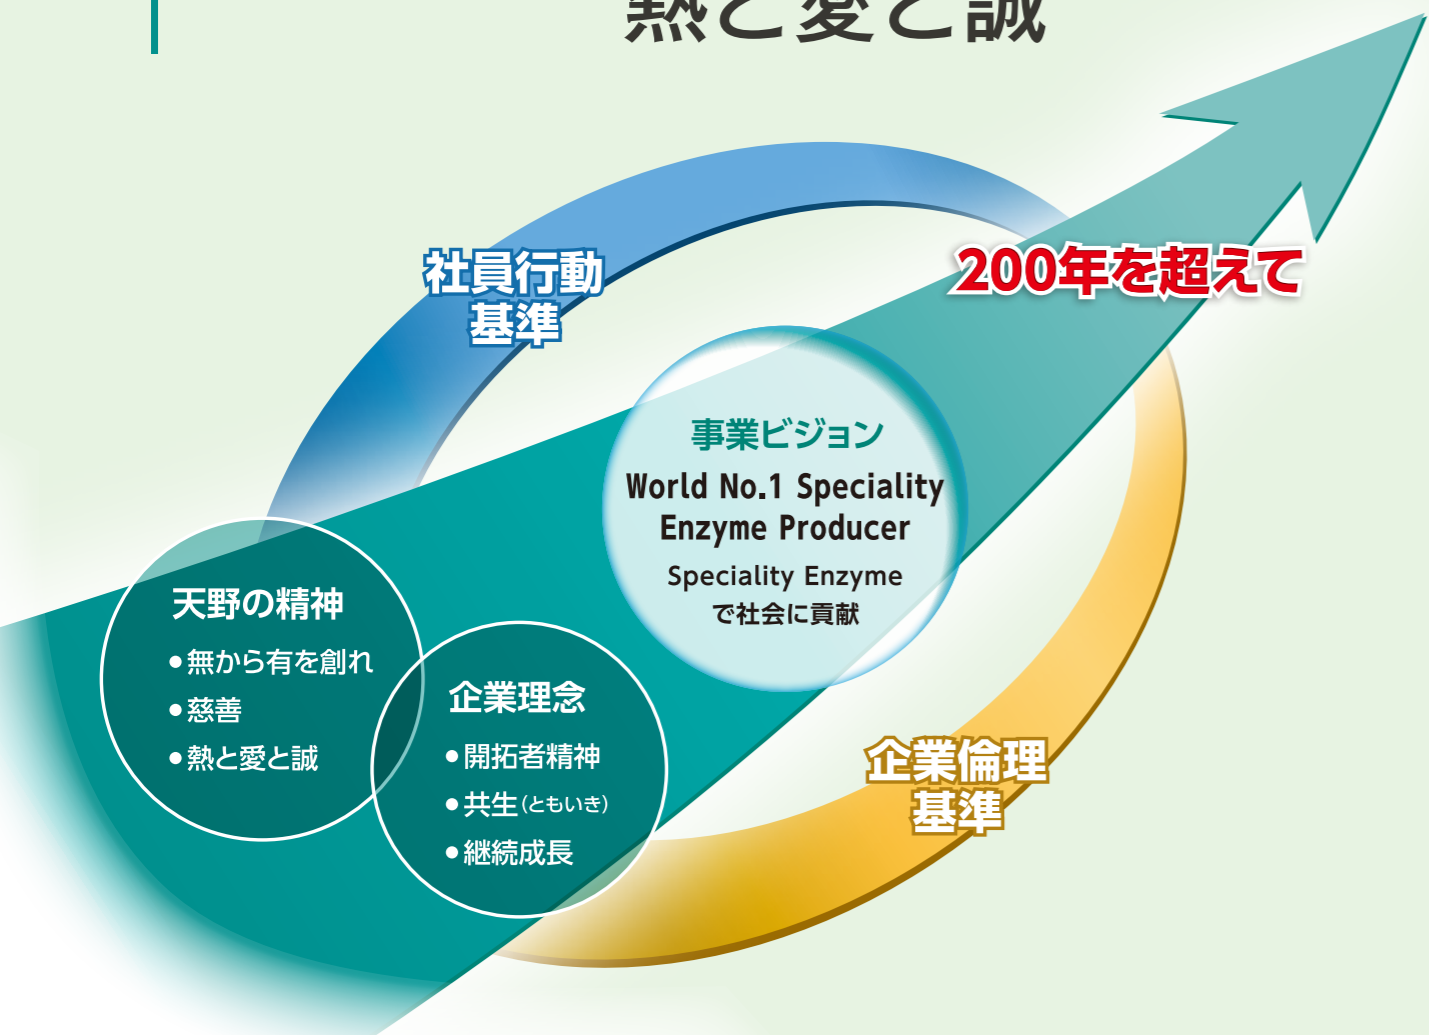 熱と愛と誠
200年を超えて
社員行動
基準
事業ビジョン
World No.1 Speciality
Enzyme Producer
Speciality Enzyme
で社会に貢献
天野の精神
●無から有を創れ
●慈善
●熱と愛と誠
企業理念
●開拓者精神
●共生(ともいき)
●継続成長
企業倫理
基準